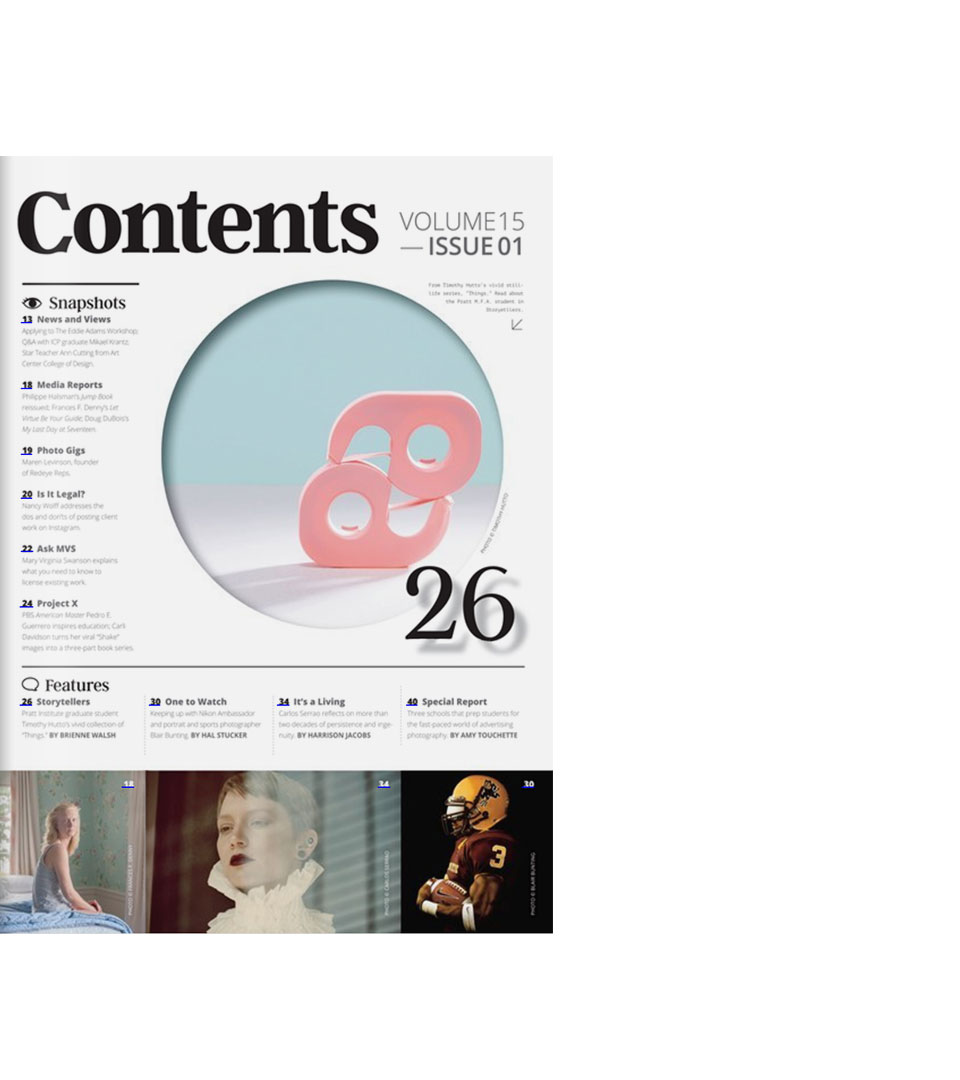 Contents
VOLUME 15
— ISSUE 01
From Timothy Hutto's vivid still-
life series, "Things." Read about
the Pratt M.F.A. student in
Storytellers.
Snapshots
13 News and Views
Applying to The Eddie Adams Workshop;
Q&A with ICP graduate Mikael Krantz;
Star Teacher Ann Cutting from Art
Center College of Design.
18 Media Reports
Philippe Halsman's Jump Book
reissued; Frances F. Denny's Let
Virtue Be Your Guide; Doug DuBois's
My Last Day at Seventeen.
19 Photo Gigs
Maren Levinson, founder
of Redeye Reps.
20 Is It Legal?
Nancy Wolff addresses the
dos and don'ts of posting client
work on Instagram.
22 Ask MVS
Mary Virginia Swanson explains
what you need to know to
license existing work.
24 Project X
PBS American Master Pedro E.
Guerrero inspires education; Carli
Davidson turns her viral "Shake"
images into a three-part book series.
PHOTO © TIMOTHY HUTTO
26
Features
26 Storytellers
Pratt Institute graduate student
Timothy Hutto's vivid collection of
"Things." BY BRIENNE WALSH
30 One to Watch
Keeping up with Nikon Ambassador
and portrait and sports photographer
Blair Bunting. BY HAL STUCKER
34 It's a Living
Carlos Serrao reflects on more than
two decades of persistence and inge-
nuity. BY HARRISON JACOBS
40 Special Report
Three schools that prep students for
the fast-paced world of advertising
photography. BY AMY TOUCHETTE
18
PHOTO © FRANCES F. DENNY
34
PHOTO © CARLOS SERRAO
30
3
PHOTO © BLAIR BUNTING